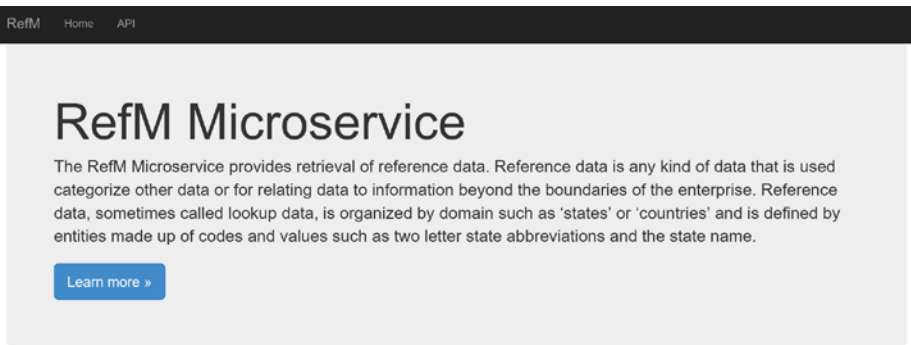 RefM Home API
RefM Microservice
The RefM Microservice provides retrieval of reference data. Reference data is any kind of data that is used
categorize other data or for relating data to information beyond the boundaries of the enterprise. Reference
data, sometimes called lookup data, is organized by domain such as ‘states’ or ‘countries’ and is defined by
entities made up of codes and values such as two letter state abbreviations and the state name.
Learn more »